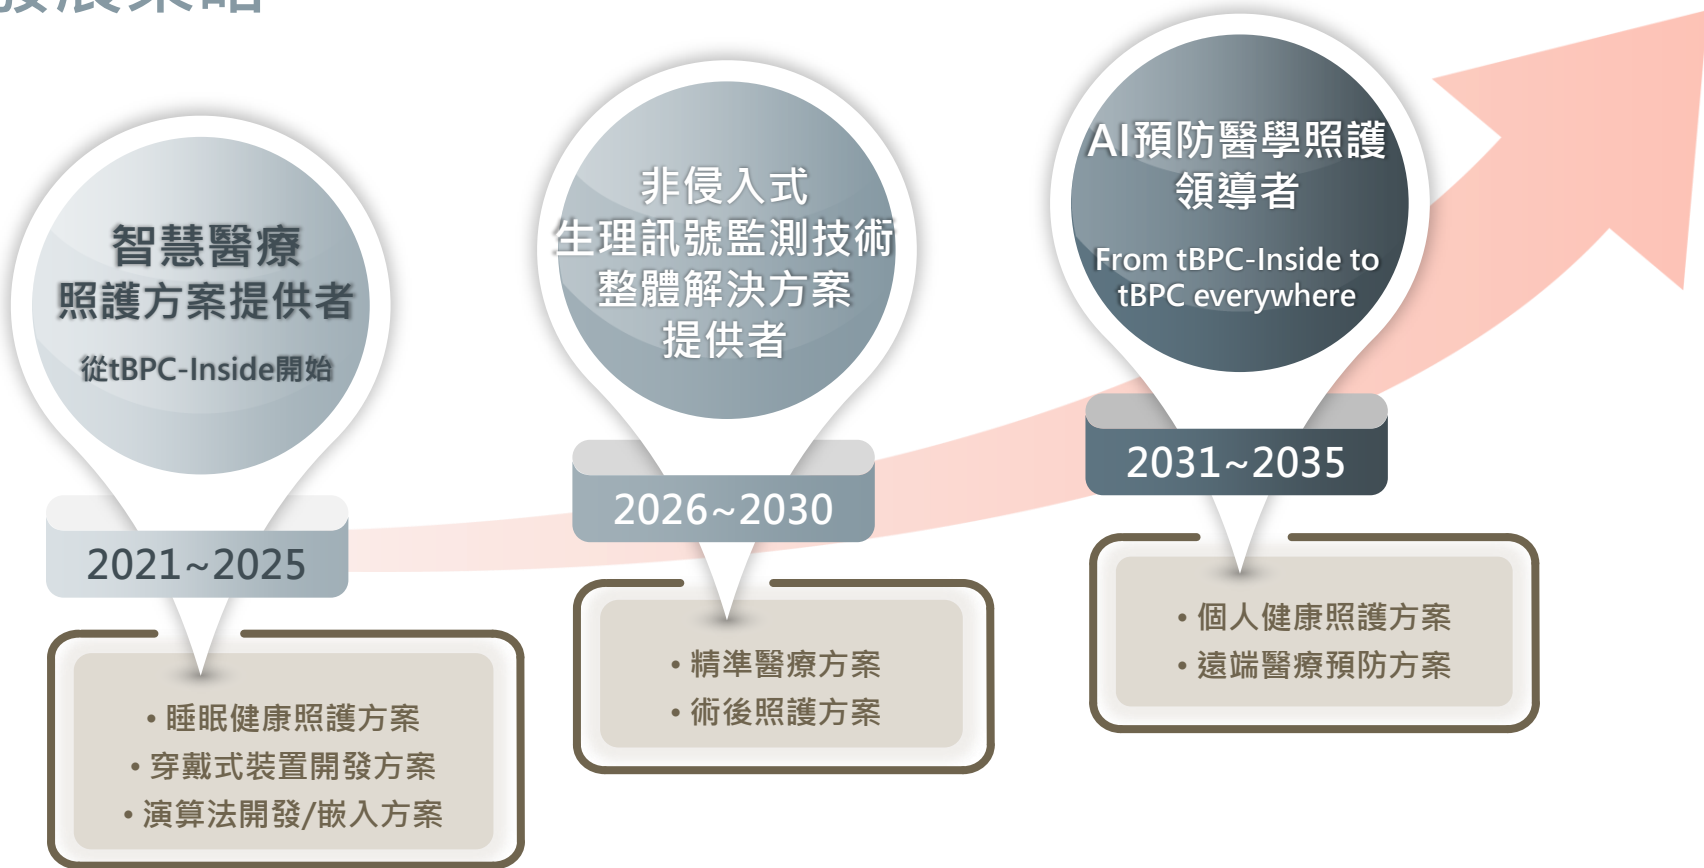 發展策略
智慧醫療
照護方案提供者
從tBPC-Inside開始
2021~2025
• 睡眠健康照護方案
• 穿戴式裝置開發方案
• 演算法開發/嵌入方案
非侵入式
生理訊號監測技術
整體解決方案
提供者
2026~2030
• 精準醫療方案
• 術後照護方案
AI預防醫學照護
領導者
From tBPC-Inside to
tBPC everywhere
2031~2035
• 個人健康照護方案
• 遠端醫療預防方案